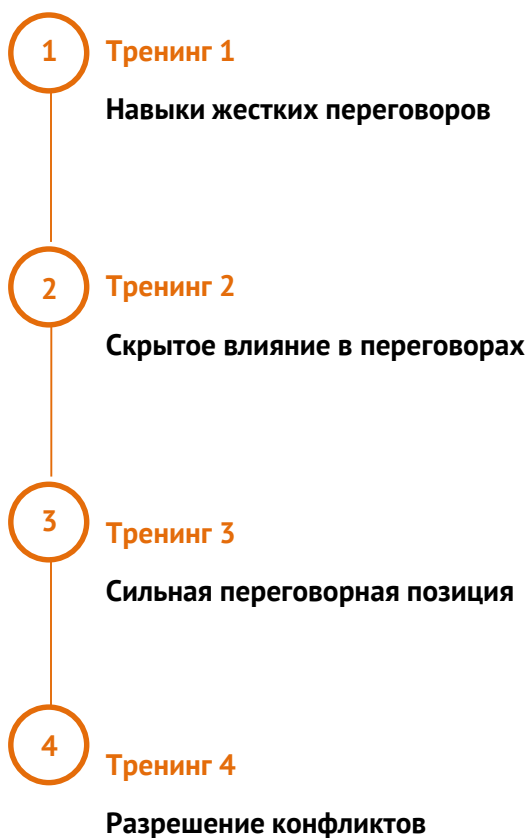 1
Тренинг 1
Навыки жестких переговоров
2
Тренинг 2
Скрытое влияние в переговорах
3
Тренинг 3
Сильная переговорная позиция
4
Тренинг 4
Разрешение конфликтов